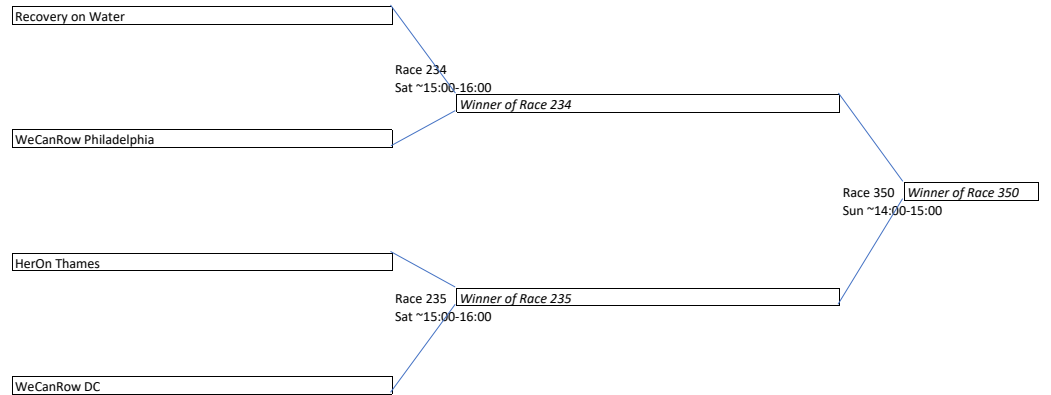 Recovery on Water
Race 234
Sat ~15:00-16:00
Winner of Race 234
WeCanRow Philadelphia
Race 350
Winner of Race 350
Sun ~14:00-15:00
HerOn Thames
Race 235
Winner of Race 235
Sat ~15:00-16:00
WeCanRow DC